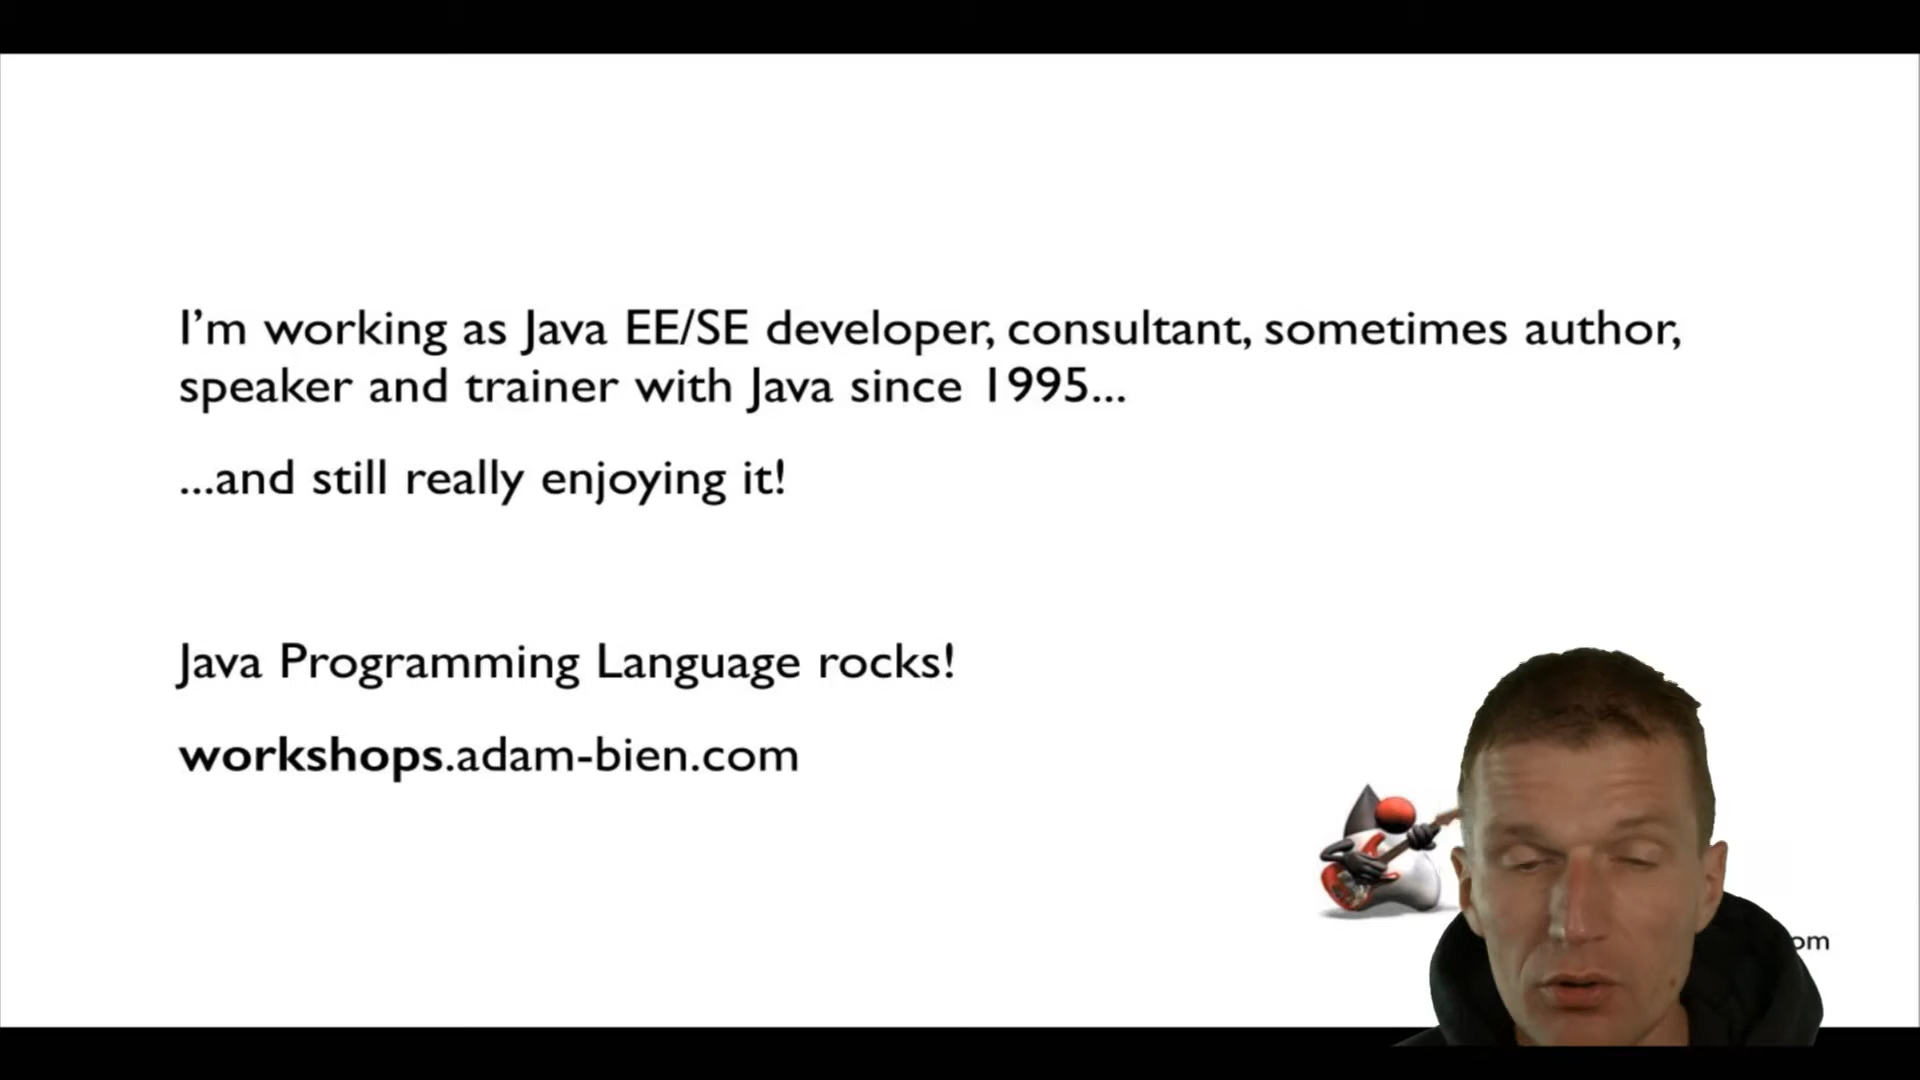 I’m working as Java EE/SE developer, consultant, sometimes author,
speaker and trainer with Java since 1995...
...and still really enjoying it!
Java Programming Language rocks!
workshops.adam-bien.com